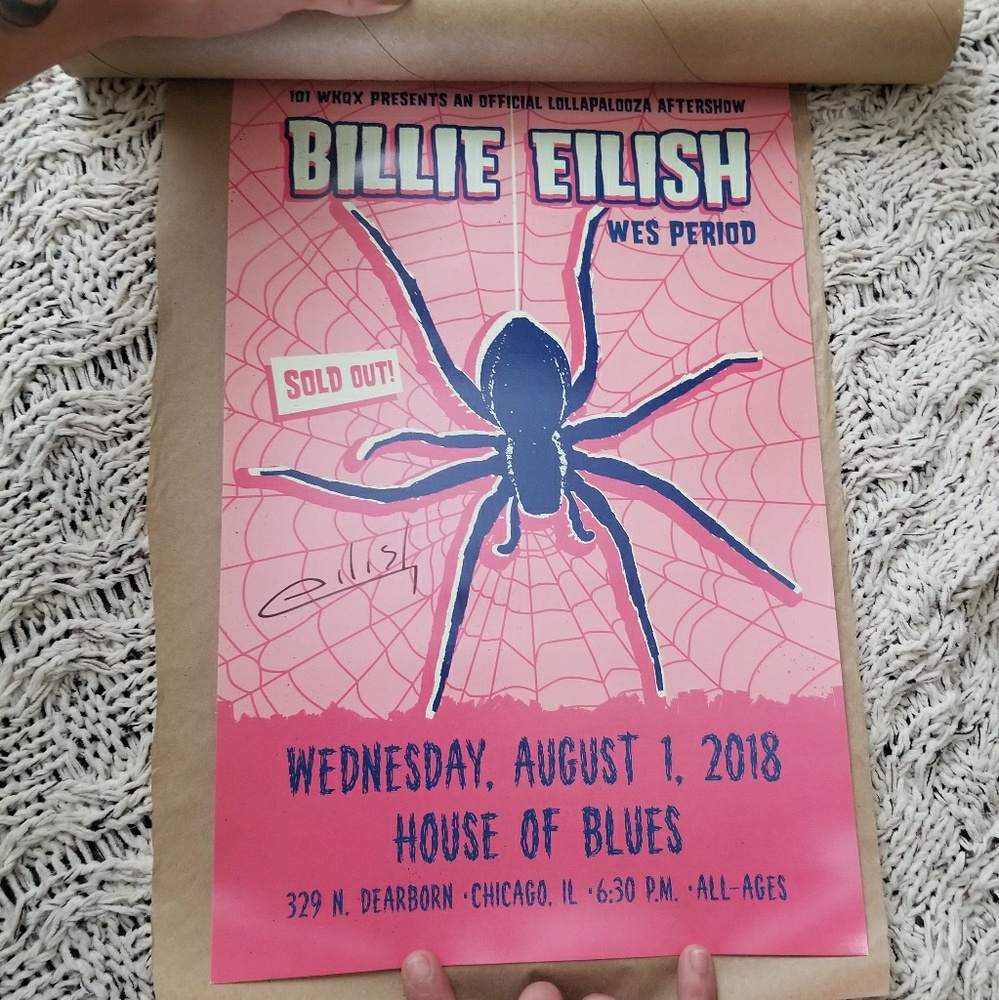 101 WKQX PRESENTS AN OFFICIAL LOLLAPALOOZA AFTERSHOW
BILLIE EILISH
WES PERIOD
SOLD OUT!
eilish
WEDNESDAY, AUGUST 1, 2018
HOUSE OF BLUES
329 N. DEARBORN • CHICAGO, IL • 6:30 P.M. • ALL-AGES